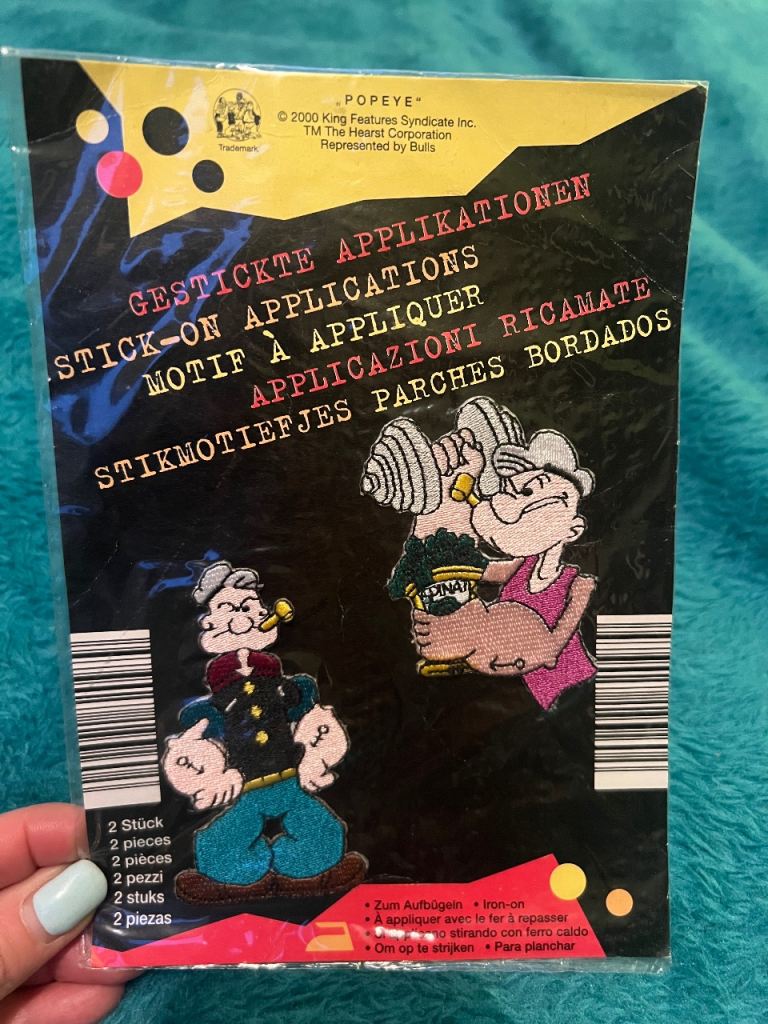 „POPEYE“
© 2000 King Features Syndicate Inc.
TM The Hearst Corporation
Represented by Bulls
Trademark
GESTICKTE APPLIKATIONEN
STICK-ON APPLICATIONS
MOTIF À APPLIQUER
APPLICAZIONI RICAMATE
STIKMOTIEFJES PARCHES BORDADOS
PINA
2 Stück
2 pieces
2 pièces
2 pezzi
2 stuks
2 piezas
• Zum Aufbügeln • Iron-on
• À appliquer avec le fer à repasser
stirando con ferro caldo
• Om op te strijken • Para planchar